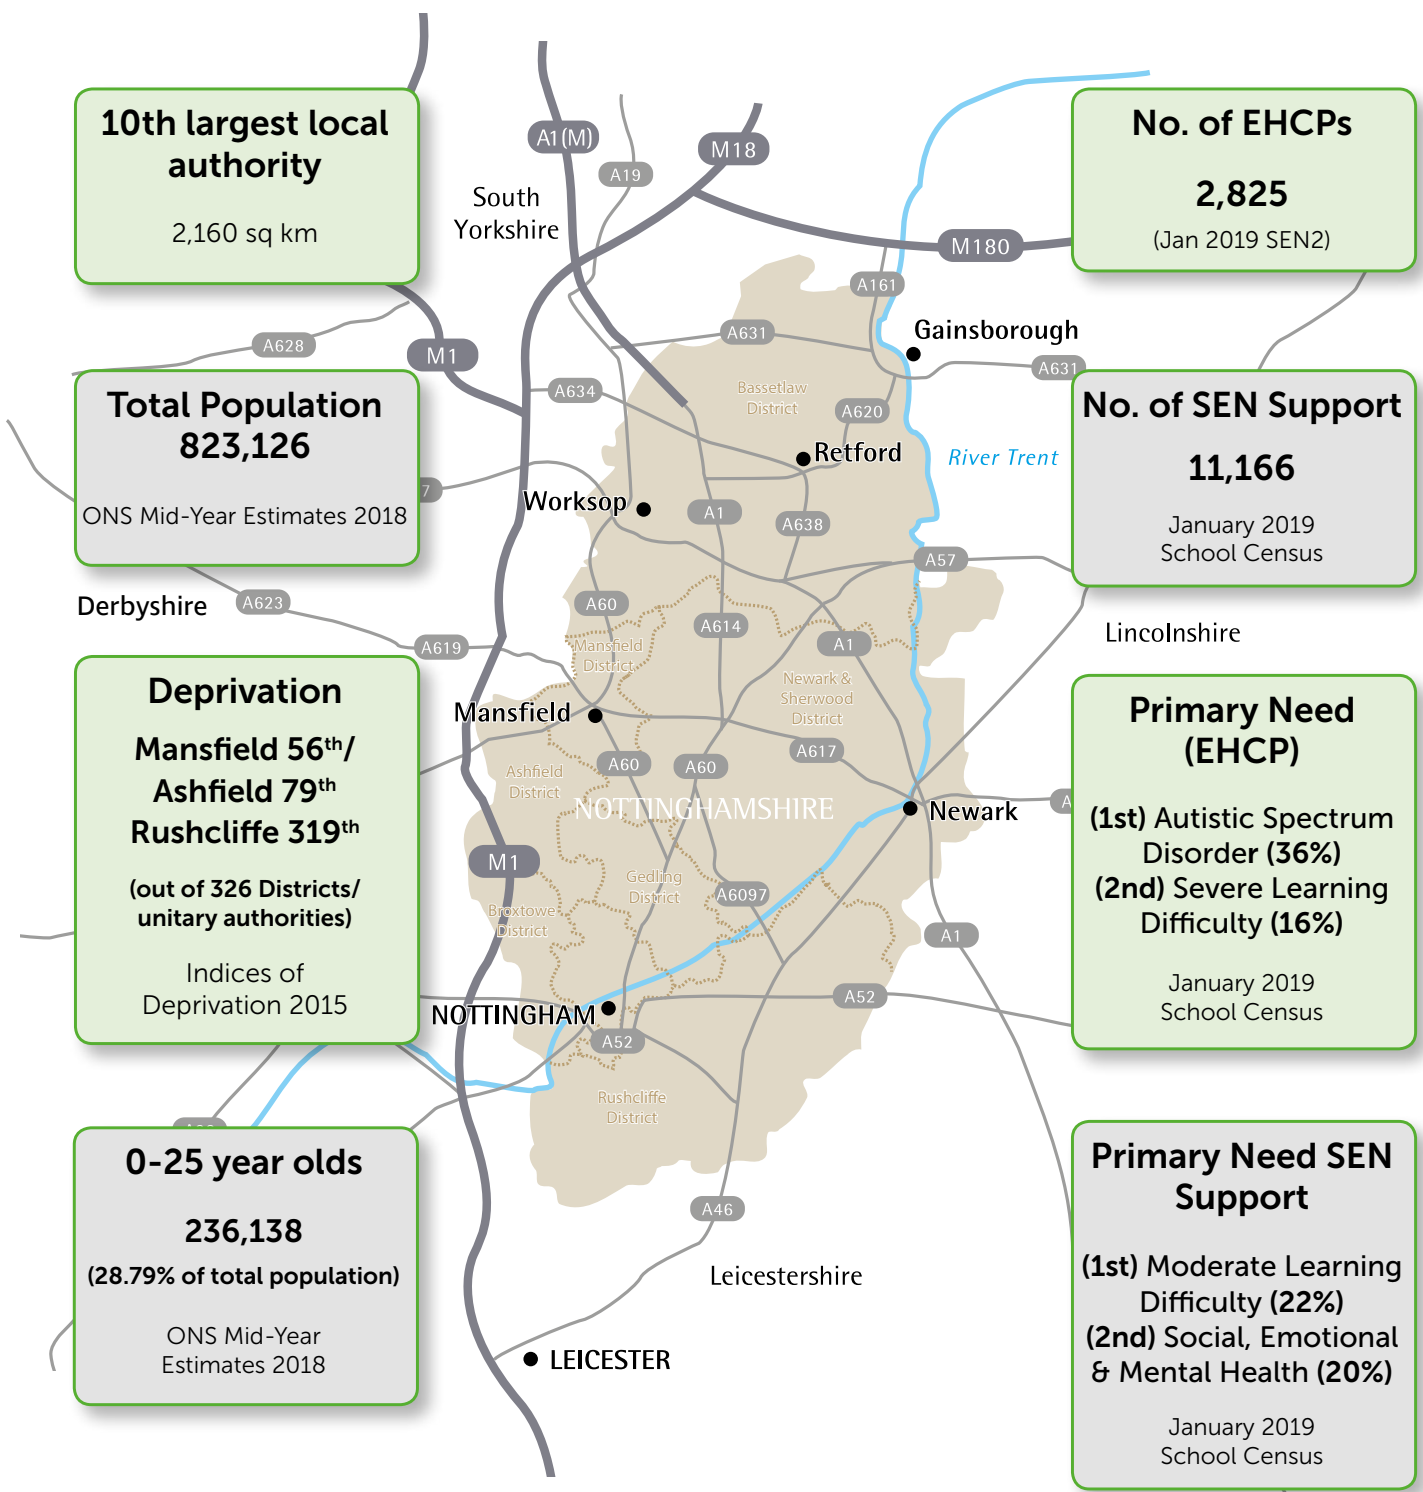 10th largest local
authority
2,160 sq km
Total Population
823,126
ONS Mid-Year Estimates 2018
Deprivation
Mansfield 56th/
Ashfield 79th
Rushcliffe 319th
(out of 326 Districts/
unitary authorities)
Indices of
Deprivation 2015
0-25 year olds
236,138
(28.79% of total population)
ONS Mid-Year
Estimates 2018
A1(M)
M18
A19
South
Yorkshire
M180
A161
A631
Gainsborough
A628
M1
A631
A634
Bassetlaw
District
A620
Retford
River Trent
7
Worksop
A1
A638
A57
Derbyshire
A623
A60
A614
A1
Lincolnshire
A619
Mansfield
District
Newark &
Sherwood
District
Mansfield
A617
A60
A60
Ashfield
District
NOTTINGHAMSHIRE
Newark
A
M1
Gedling
District
A6097
Broxtowe
District
A1
A52
NOTTINGHAM
A52
Rushcliffe
District
A46
Leicestershire
LEICESTER
No. of EHCPs
2,825
(Jan 2019 SEN2)
No. of SEN Support
11,166
January 2019
School Census
Primary Need
(EHCP)
(1st) Autistic Spectrum
Disorder (36%)
(2nd) Severe Learning
Difficulty (16%)
January 2019
School Census
Primary Need SEN
Support
(1st) Moderate Learning
Difficulty (22%)
(2nd) Social, Emotional
& Mental Health (20%)
January 2019
School Census